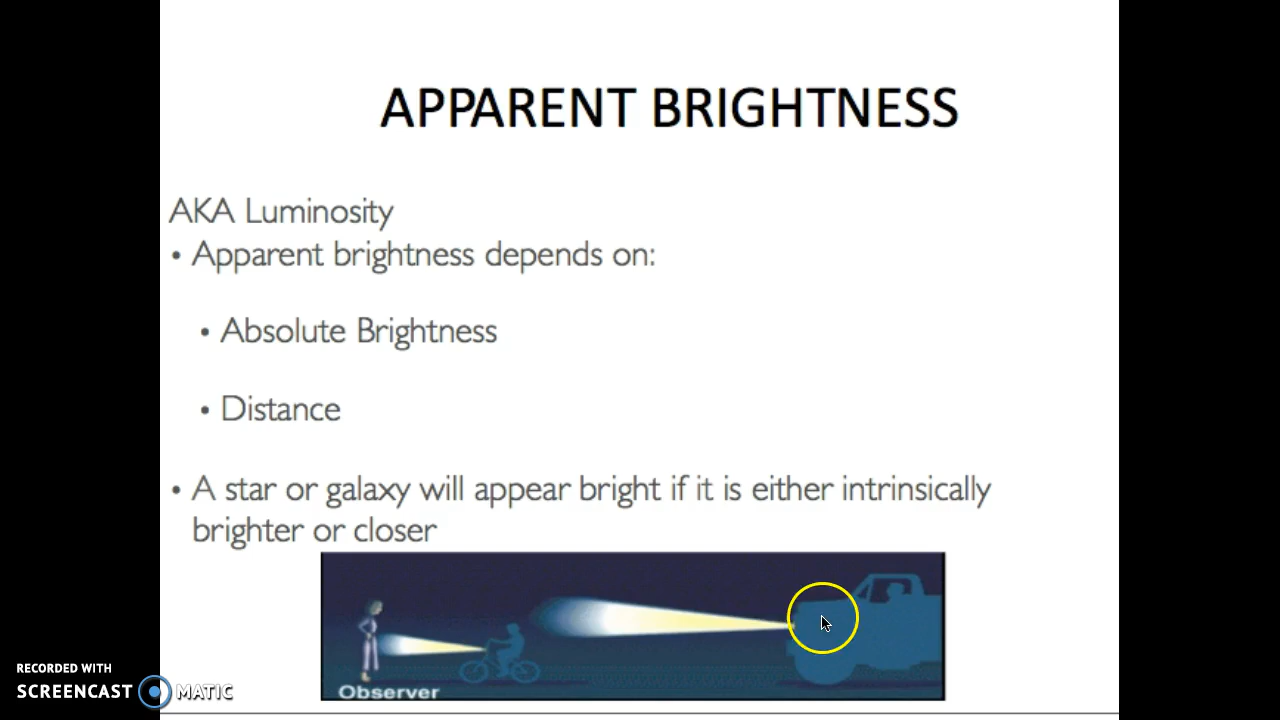 APPARENT BRIGHTNESS
AKA Luminosity
• Apparent brightness depends on:
• Absolute Brightness
• Distance
• A star or galaxy will appear bright if it is either intrinsically
brighter or closer
Observer
RECORDED WITH
SCREENCAST MATIC